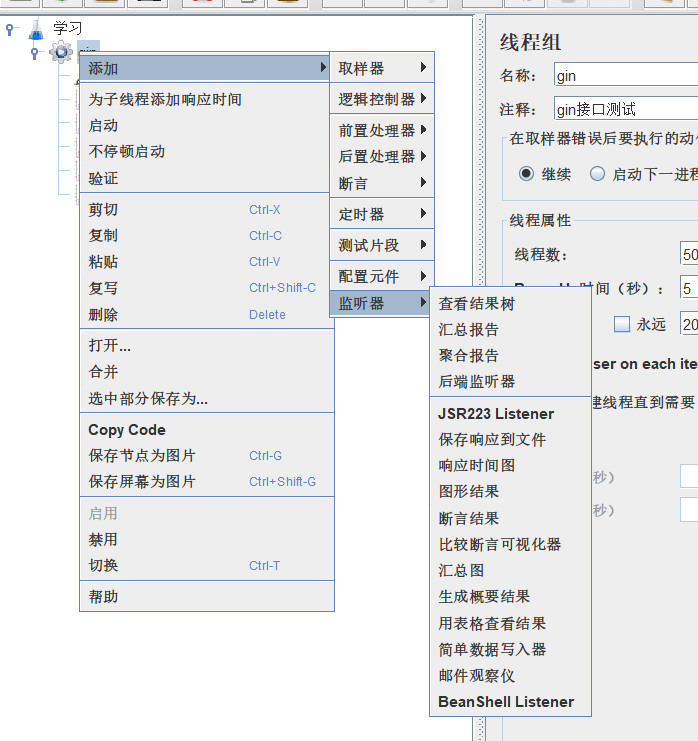 学习
gin
添加
为子线程添加响应时间
启动
不停顿启动
验证
剪切 Ctrl-X
复制 Ctrl-C
粘贴 Ctrl-V
复写 Ctrl+Shift-C
删除 Delete
打开...
合并
选中部分保存为...
Copy Code
保存节点为图片 Ctrl-G
保存屏幕为图片 Ctrl+Shift-G
启用
禁用
切换 Ctrl-T
帮助
取样器
逻辑控制器
前置处理器
后置处理器
断言
定时器
测试片段
配置元件
监听器
查看结果树
汇总报告
聚合报告
后端监听器
JSR223 Listener
保存响应到文件
响应时间图
图形结果
断言结果
比较断言可视化器
汇总图
生成概要结果
用表格查看结果
简单数据写入器
邮件观察仪
BeanShell Listener
线程组
名称： gin
注释： gin接口测试
在取样器错误后要执行的动
继续 启动下一进程
线程属性
线程数： 50
时间（秒）： 5
永远 20
ser on each ite
建线程直到需要
秒）
秒）